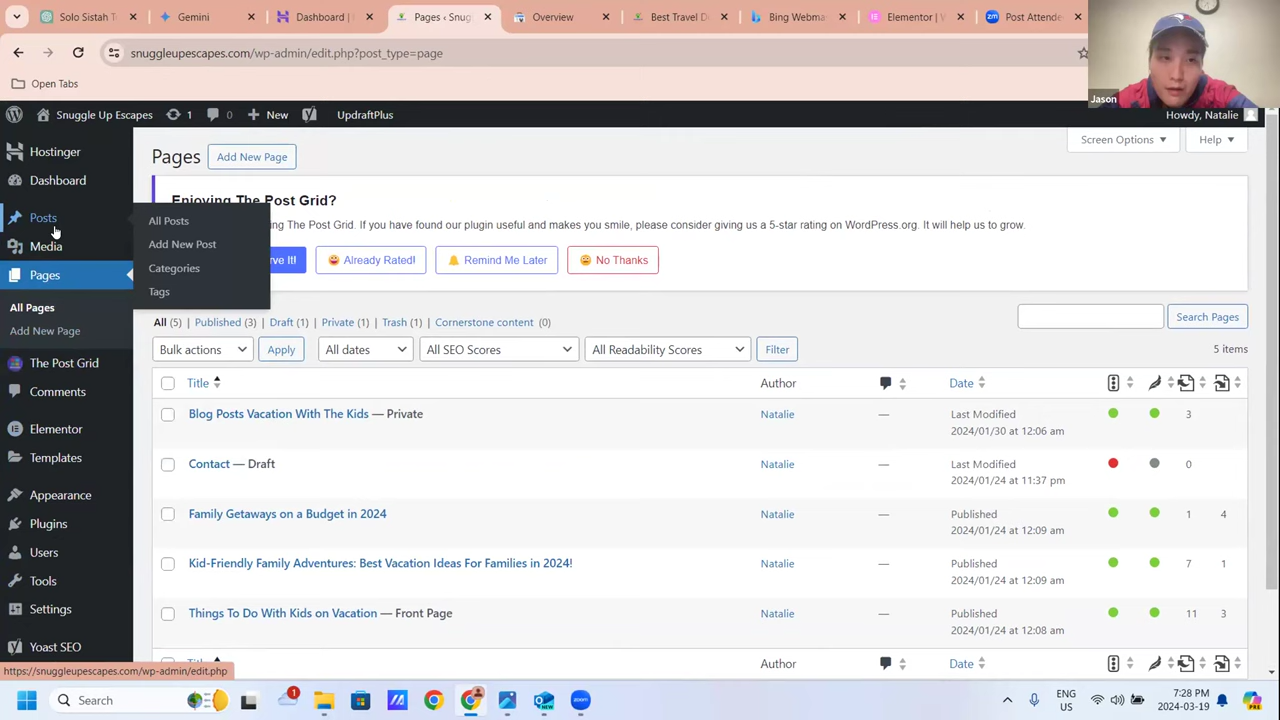 Solo Sistah T
Gemini
Dashboard |
Pages ‹ Snug
Overview
Best Travel D
Bing Webma
Elementor |
Post Attende
snuggleupescapes.com/wp-admin/edit.php?post_type=page
Open Tabs
Jason
Snuggle Up Escapes
1
0
New
UpdraftPlus
Howdy, Natalie
Hostinger
Dashboard
Posts
Media
Pages
All Pages
Add New Page
The Post Grid
Comments
Elementor
Templates
Appearance
Plugins
Users
Tools
Settings
Yoast SEO
All Posts
Add New Post
Categories
Tags
Pages
Add New Page
Screen Options
Help
Enjoying The Post Grid?
ing The Post Grid. If you have found our plugin useful and makes you smile, please consider giving us a 5-star rating on WordPress.org. It will help us to grow.
rve It!
Already Rated!
Remind Me Later
No Thanks
All (5)
Published (3)
Draft (1)
Private (1)
Trash (1)
Cornerstone content (0)
Search Pages
Bulk actions
Apply
All dates
All SEO Scores
All Readability Scores
Filter
5 items
Title
Author
Date
Blog Posts Vacation With The Kids — Private
Natalie
—
Last Modified
2024/01/30 at 12:06 am
3
Contact — Draft
Natalie
—
Last Modified
2024/01/24 at 11:37 pm
0
Family Getaways on a Budget in 2024
Natalie
—
Published
2024/01/24 at 12:09 am
1
4
Kid-Friendly Family Adventures: Best Vacation Ideas For Families in 2024!
Natalie
—
Published
2024/01/24 at 12:09 am
7
1
Things To Do With Kids on Vacation — Front Page
Natalie
—
Published
2024/01/24 at 12:08 am
11
3
Title
Author
Date
https://snuggleupescapes.com/wp-admin/edit.php
Search
1
ENG
US
7:28 PM
2024-03-19